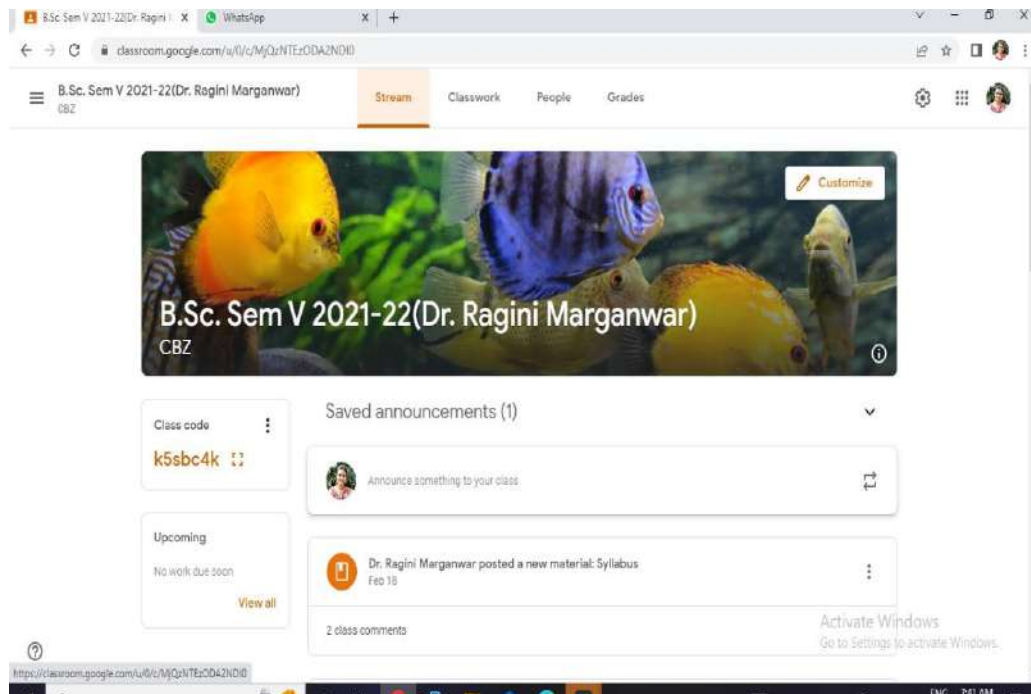 B.Sc. Sem V 2021-22(Dr. Ragini
WhatsApp
classroom.google.com/u/0/c/MjQzNTEzODA2NDI0
B.Sc. Sem V 2021-22(Dr. Ragini Marganwar)
CBZ
Stream
Classwork
People
Grades
Customize
B.Sc. Sem V 2021-22(Dr. Ragini Marganwar)
CBZ
Class code
k5sbc4k
Upcoming
No work due soon
View all
Saved announcements (1)
Announce something to your class
Dr. Ragini Marganwar posted a new material: Syllabus
Feb 18
2 class comments
Activate Windows
Go to Settings to activate Windows.
https://classroom.google.com/u/0/c/MjQzNTEzODA2NDI0
ENG